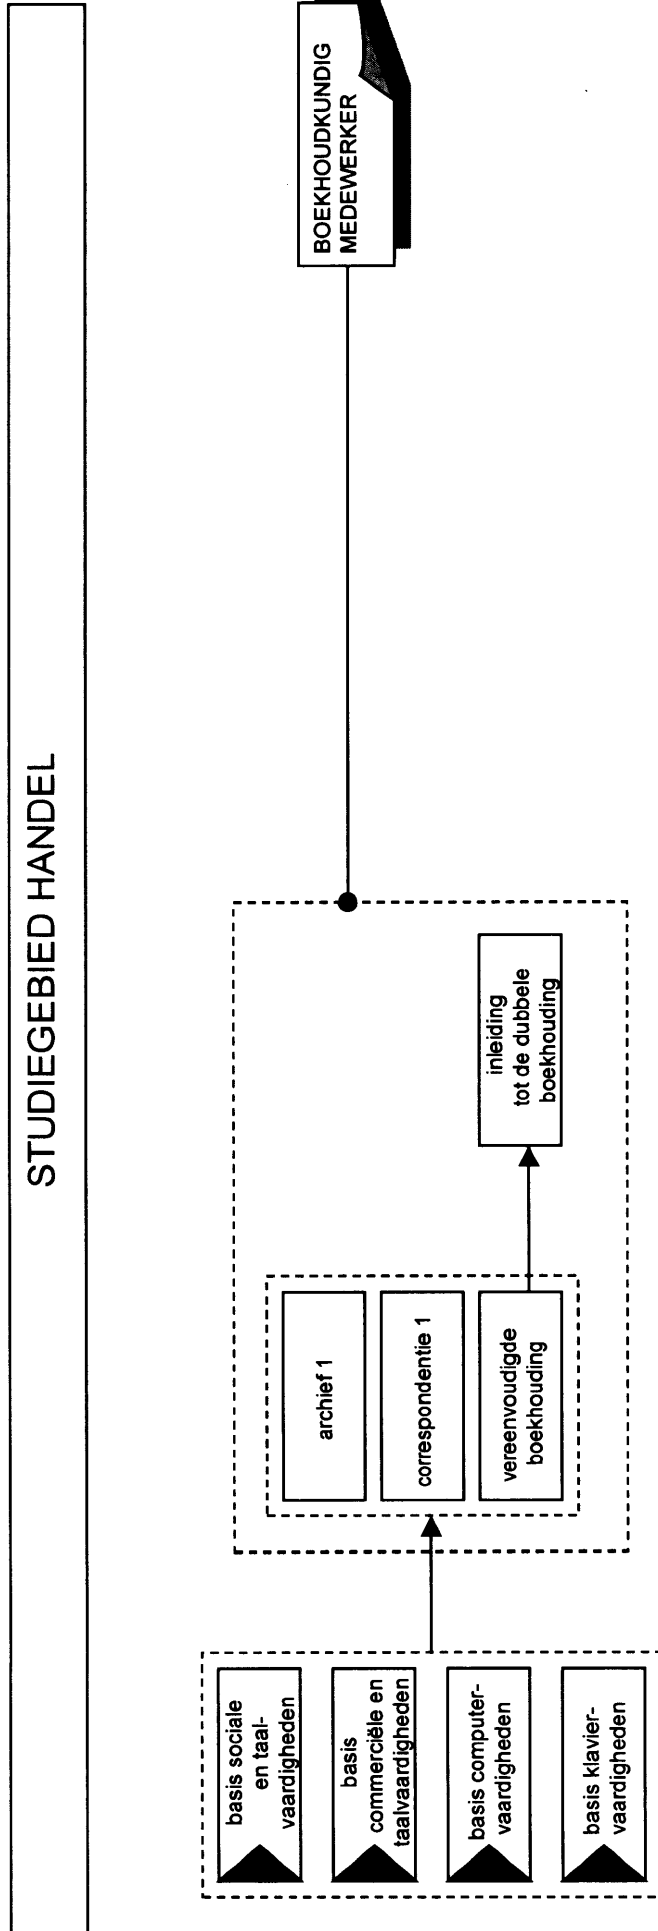 STUDIEGEBIED HANDEL
basis sociale
en taal-
vaardigheden
basis
commerciële en
taalvaardigheden
basis computer-
vaardigheden
basis klavier-
vaardigheden
archief 1
correspondentie 1
vereenvoudigde
boekhouding
inleiding
tot de dubbele
boekhouding
BOEKHOUDKUNDIG
MEDEWERKER